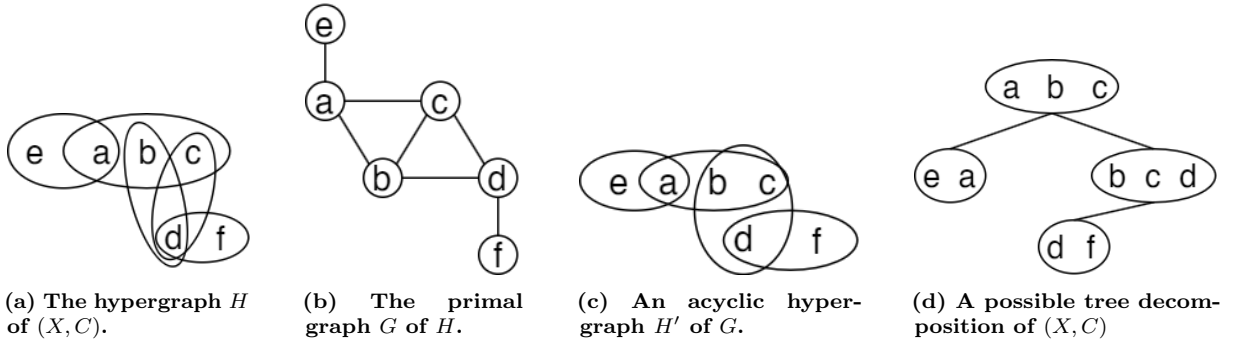 e a b c
d f
e
a c
b d
f
e a b c
d f
a b c
e a b c d
d f
(a) The hypergraph H
of (X, C).
(b) The primal
graph G of H.
(c) An acyclic hyper-
graph H′ of G.
(d) A possible tree decom-
position of (X, C)